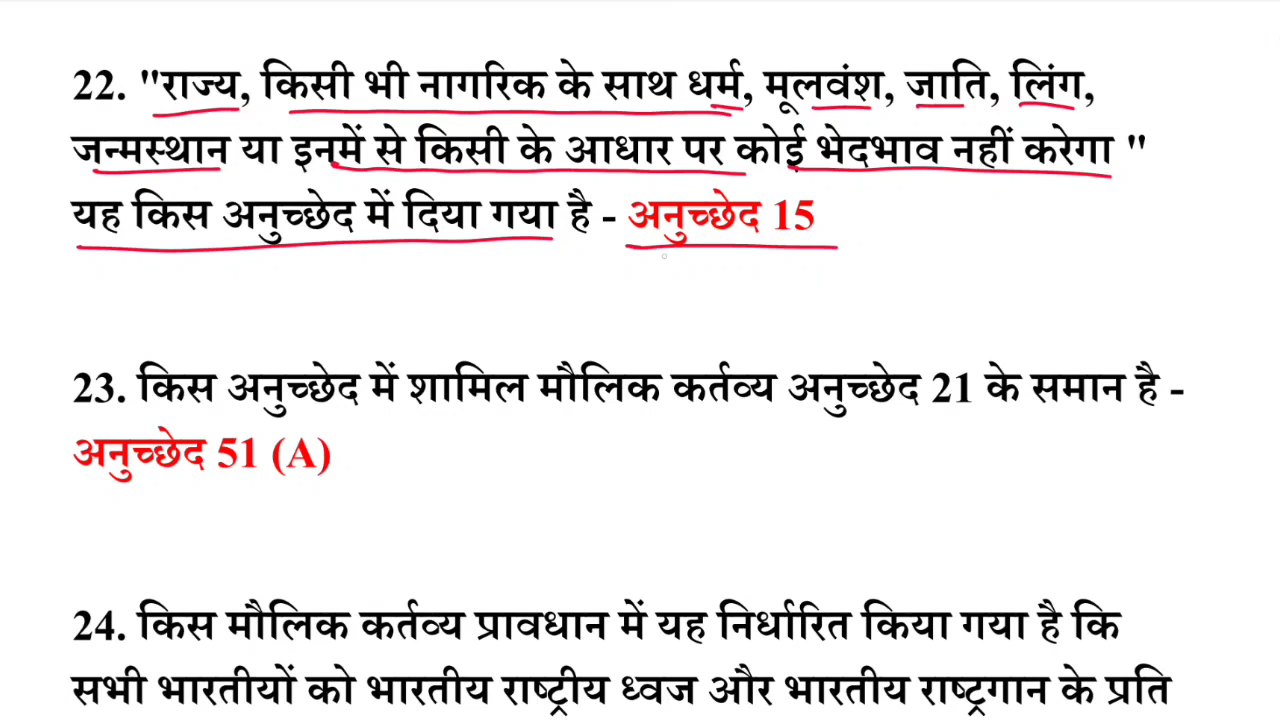 22. "राज्य, किसी भी नागरिक के साथ धर्म, मूलवंश, जाति, लिंग,
जन्मस्थान या इनमें से किसी के आधार पर कोई भेदभाव नहीं करेगा "
यह किस अनुच्छेद में दिया गया है - अनुच्छेद 15
23. किस अनुच्छेद में शामिल मौलिक कर्तव्य अनुच्छेद 21 के समान है -
अनुच्छेद 51 (A)
24. किस मौलिक कर्तव्य प्रावधान में यह निर्धारित किया गया है कि
सभी भारतीयों को भारतीय राष्ट्रीय ध्वज और भारतीय राष्ट्रगान के प्रति